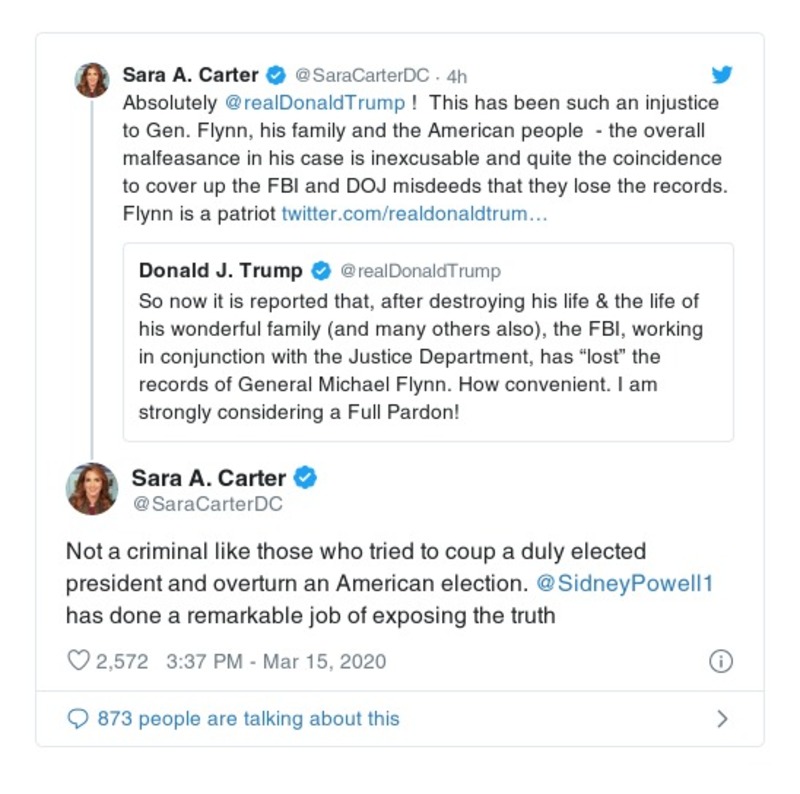 Sara A. Carter @SaraCarterDC · 4h
Absolutely @realDonaldTrump ! This has been such an injustice
to Gen. Flynn, his family and the American people - the overall
malfeasance in his case is inexcusable and quite the coincidence
to cover up the FBI and DOJ misdeeds that they lose the records.
Flynn is a patriot twitter.com/realdonaldtrum…
Donald J. Trump @realDonaldTrump
So now it is reported that, after destroying his life & the life of
his wonderful family (and many others also), the FBI, working
in conjunction with the Justice Department, has “lost” the
records of General Michael Flynn. How convenient. I am
strongly considering a Full Pardon!
Sara A. Carter
@SaraCarterDC
Not a criminal like those who tried to coup a duly elected
president and overturn an American election. @SidneyPowell1
has done a remarkable job of exposing the truth
2,572 3:37 PM - Mar 15, 2020
873 people are talking about this